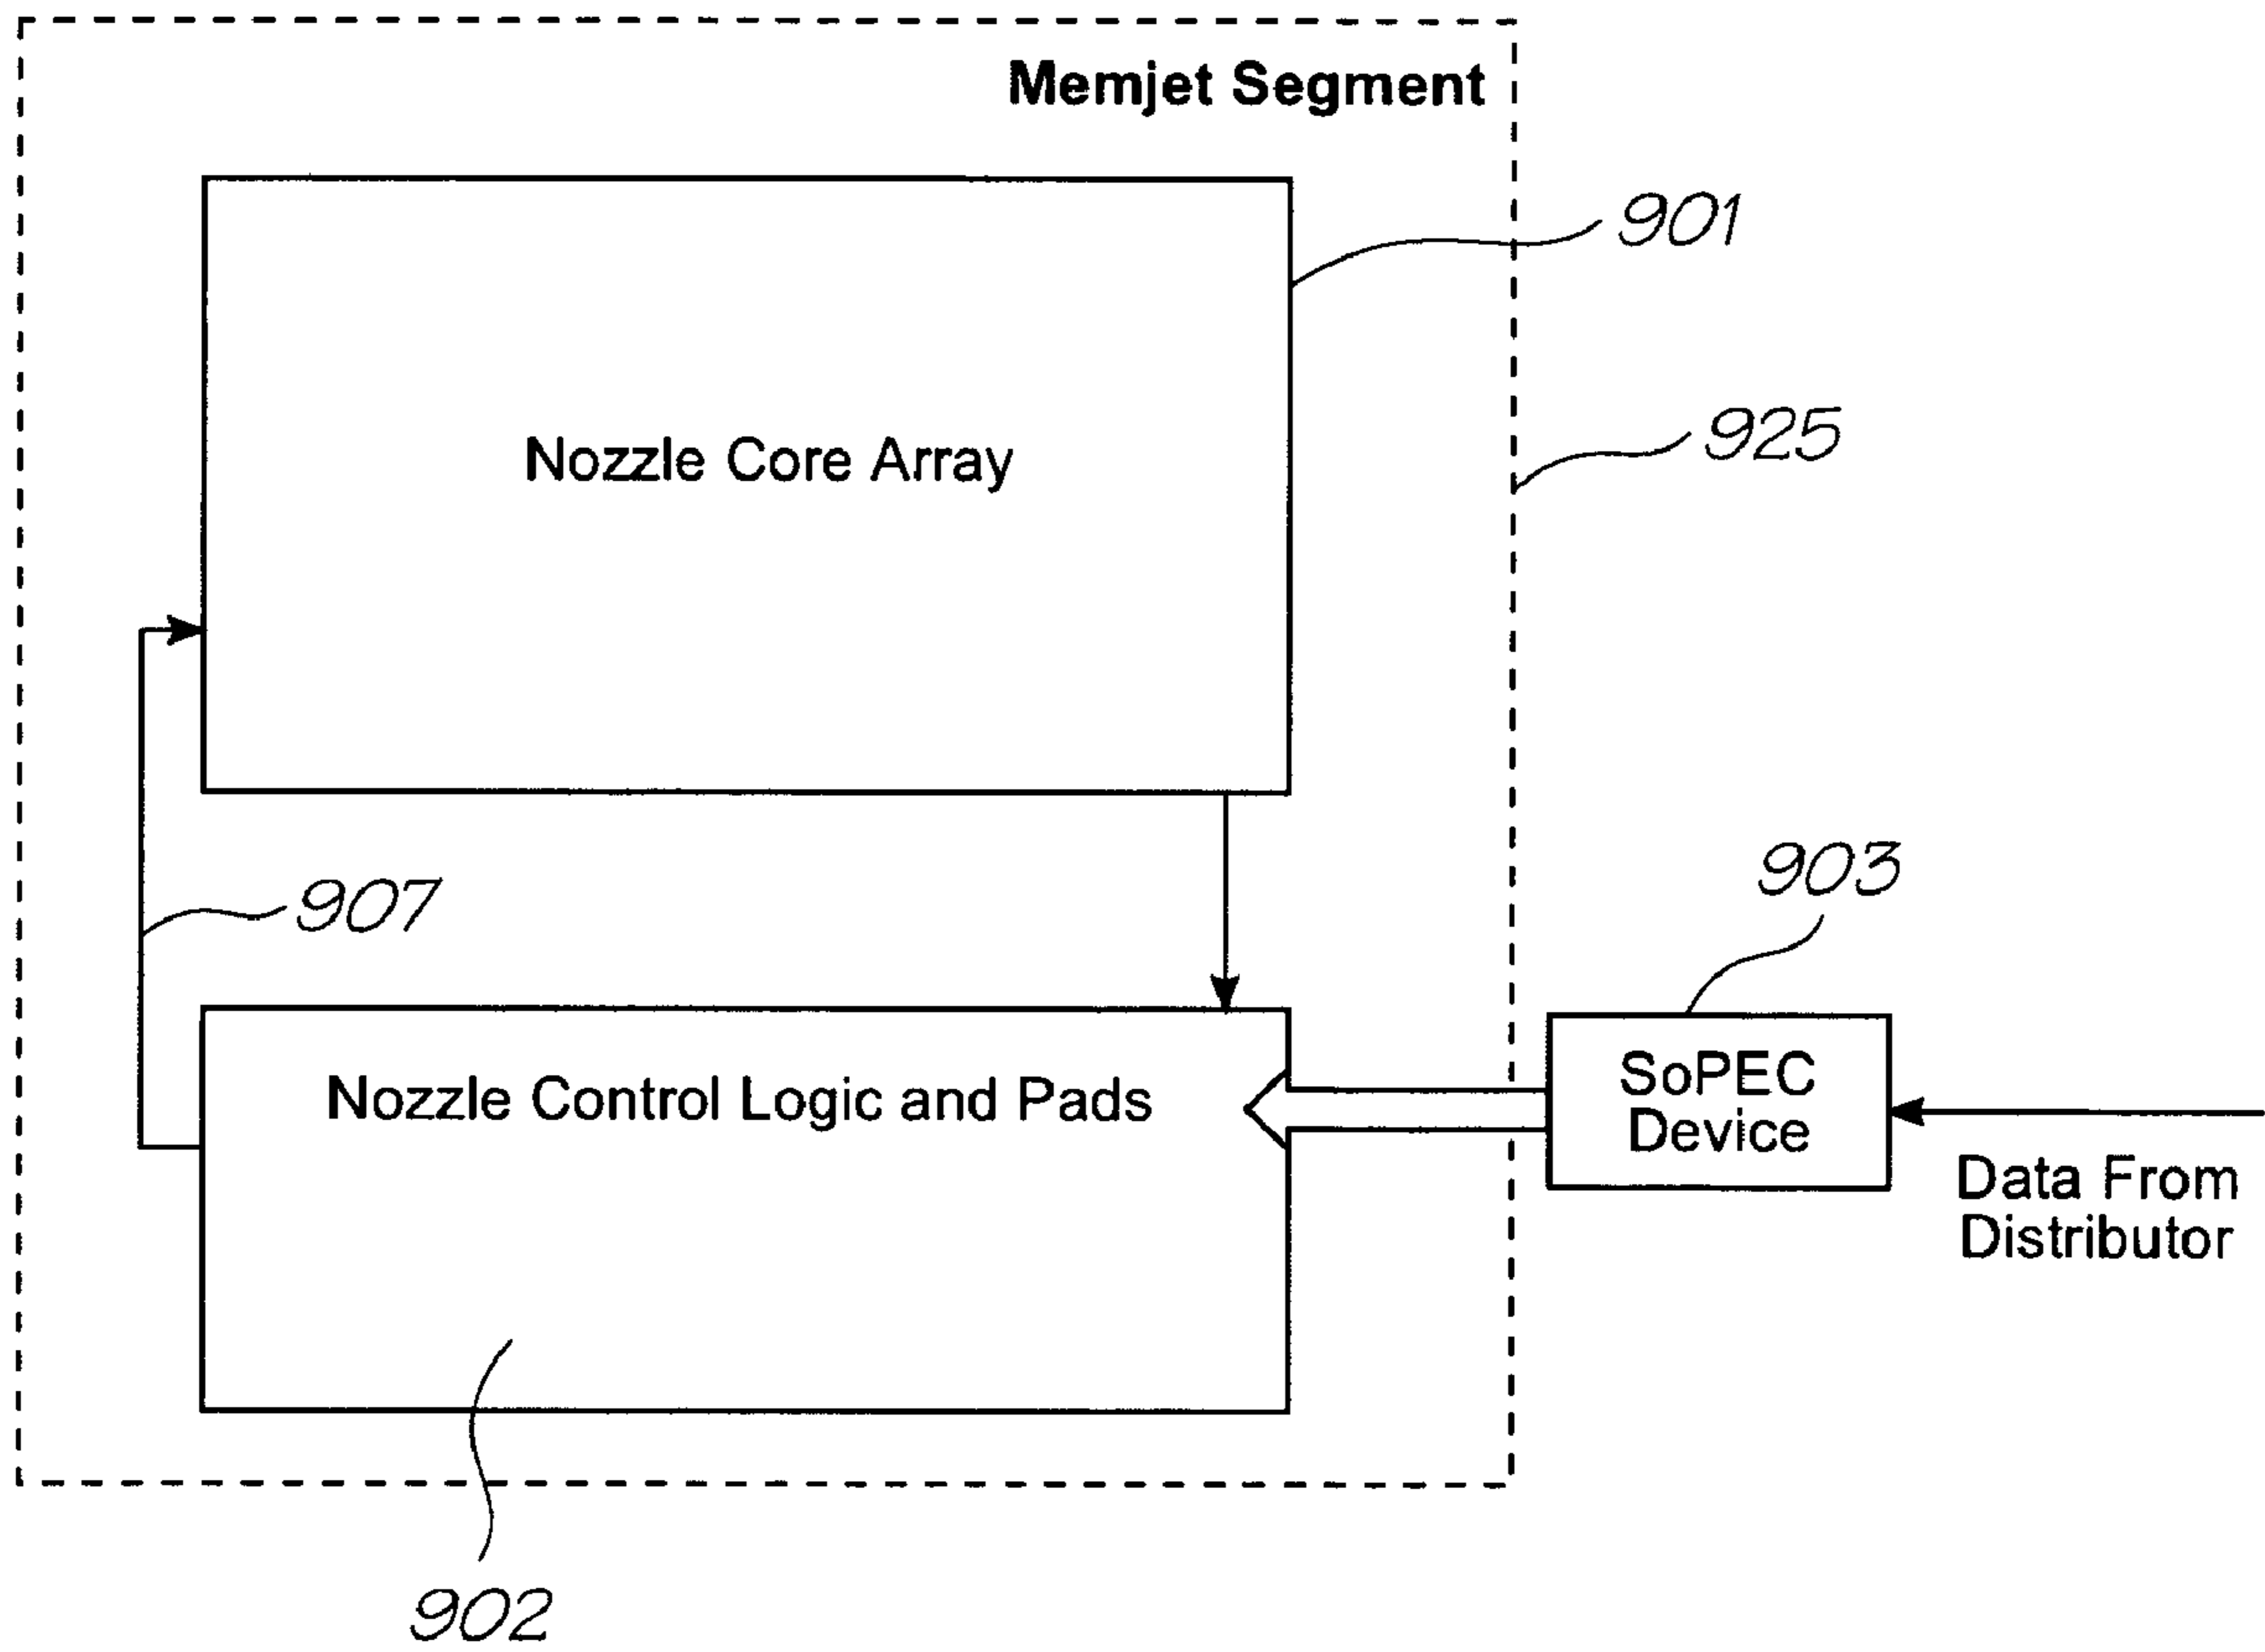 Memjet Segment
901
Nozzle Core Array
925
903
907
SoPEC
Device
Nozzle Control Logic and Pads
Data From
Distributor
902